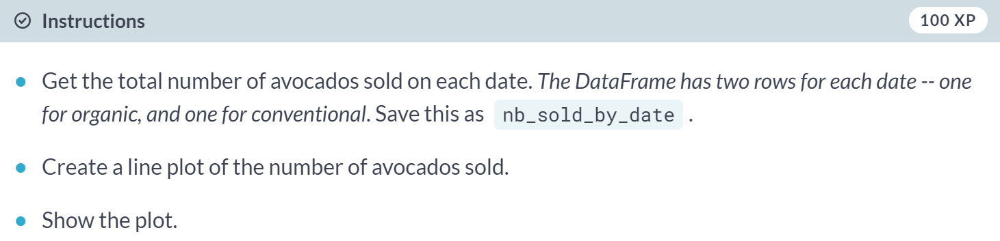 Instructions
100 XP
Get the total number of avocados sold on each date. The DataFrame has two rows for each date -- one
for organic, and one for conventional. Save this as nb_sold_by_date .
Create a line plot of the number of avocados sold.
Show the plot.